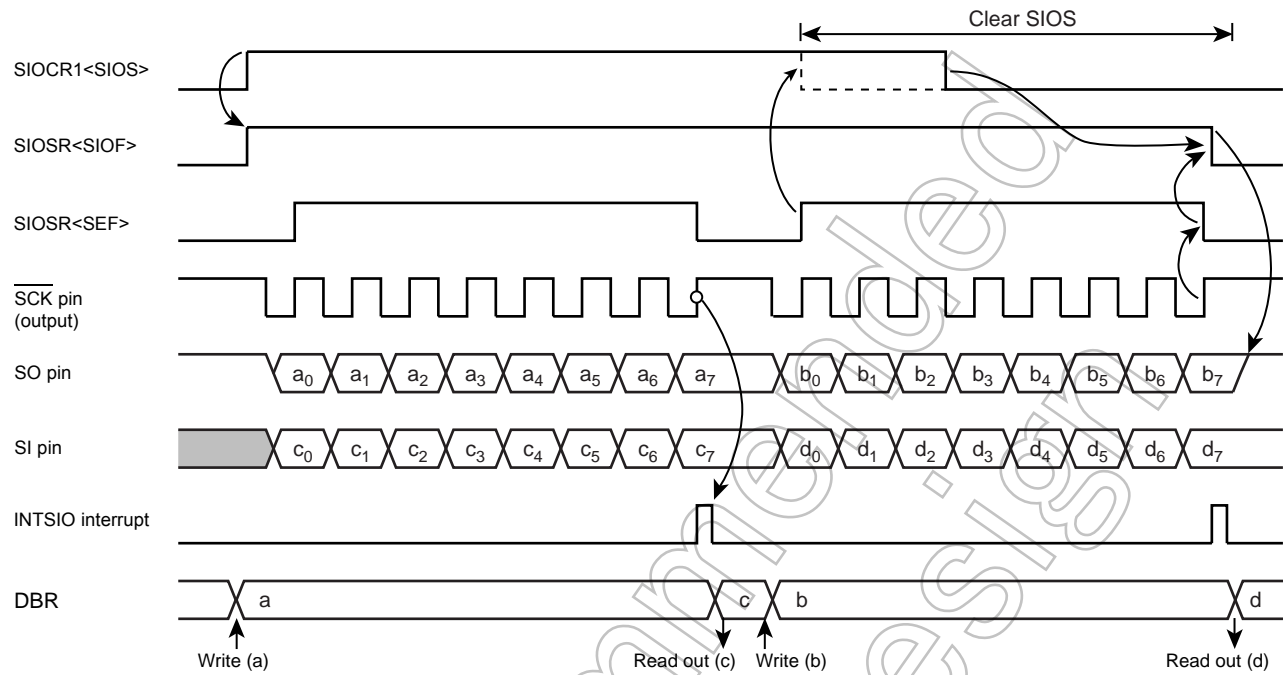 Clear SIOS
SIOCR1<SIOS>
SIOSR<SIOF>
SIOSR<SEF>
SCK pin
(output)
SO pin
a0 a1 a2 a3 a4 a5 a6 a7 b0 b1 b2 b3 b4 b5 b6 b7
SI pin
c0 c1 c2 c3 c4 c5 c6 c7 d0 d1 d2 d3 d4 d5 d6 d7
INTSIO interrupt
DBR
a c b d
Write (a) Read out (c) Write (b) Read out (d)